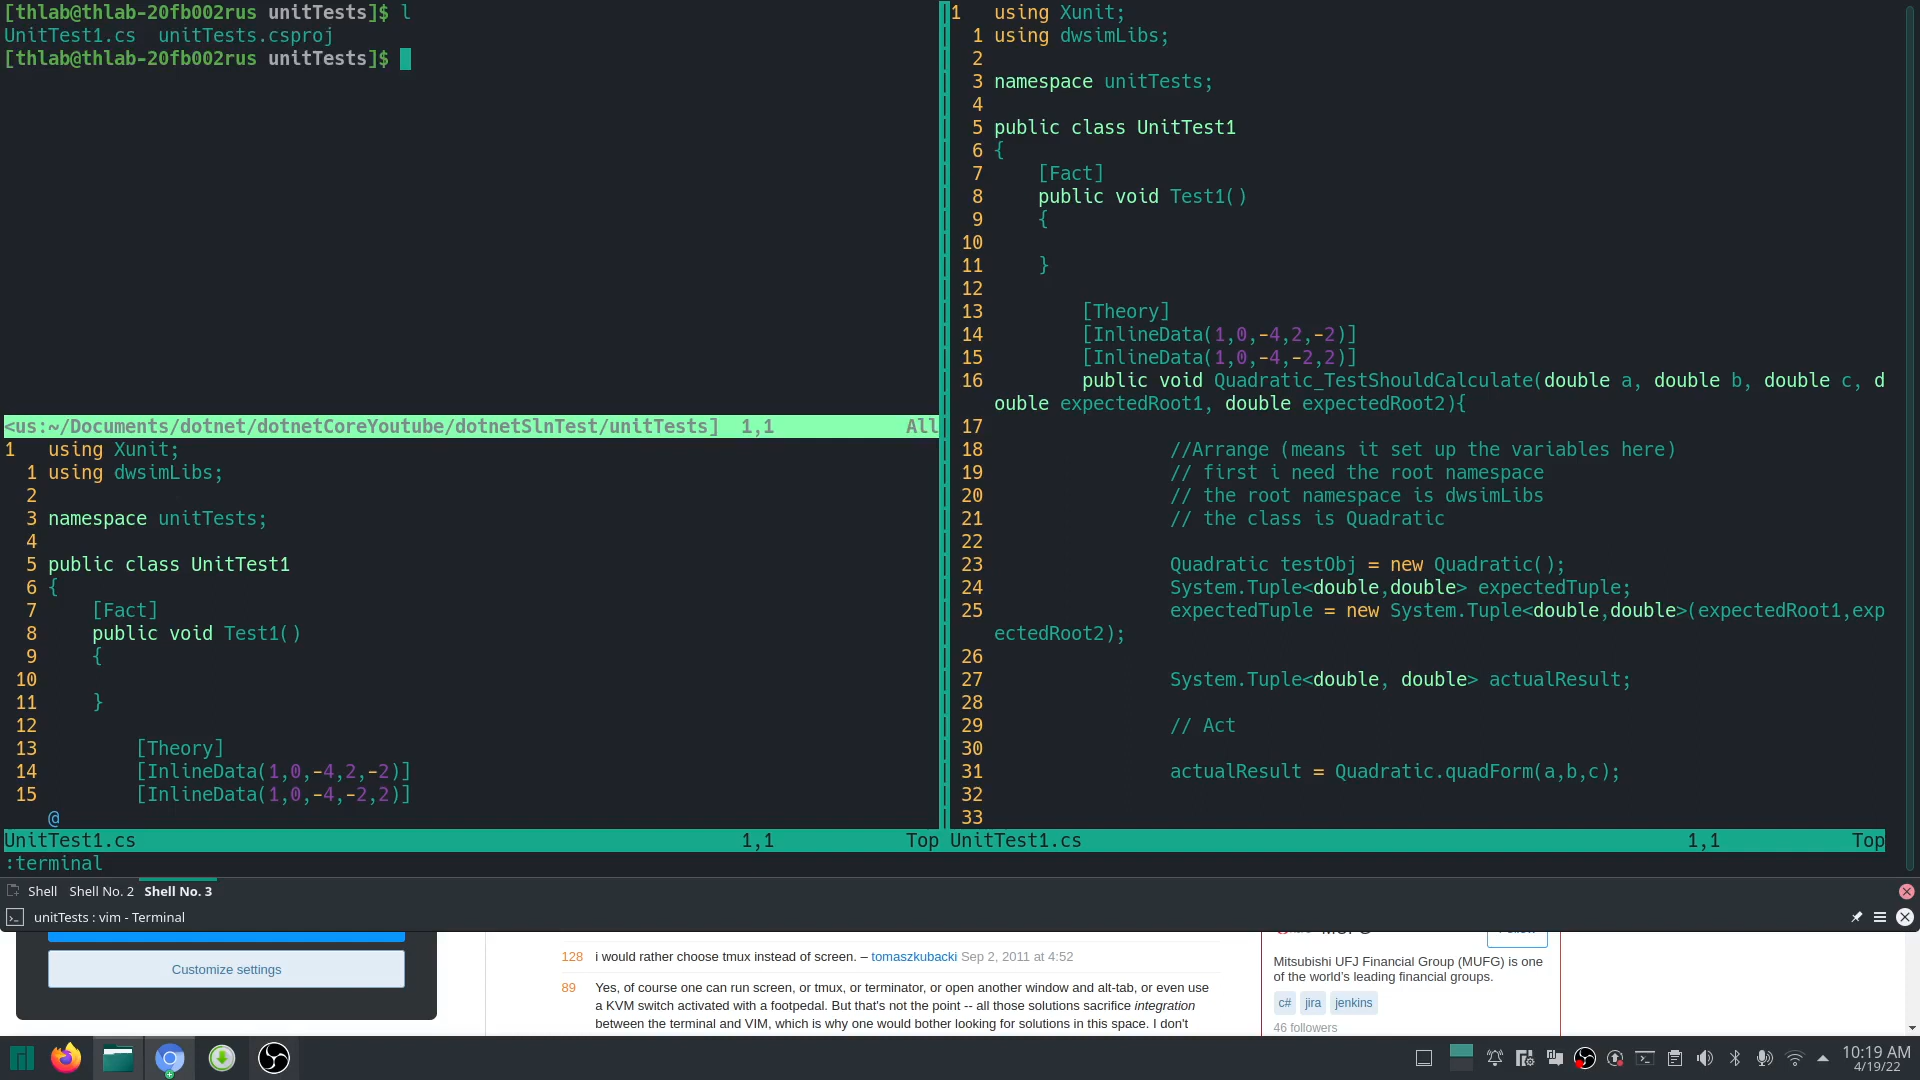 [thlab@thlab-20fb002rus unitTests]$ l
UnitTest1.cs  unitTests.csproj
[thlab@thlab-20fb002rus unitTests]$
<us:~/Documents/dotnet/dotnetCoreYoutube/dotnetSlnTest/unitTests]  1,1            All
1   using Xunit;
  1 using dwsimLibs;
  2
  3 namespace unitTests;
  4
  5 public class UnitTest1
  6 {
  7     [Fact]
  8     public void Test1()
  9     {
 10
 11     }
 12
 13         [Theory]
 14         [InlineData(1,0,-4,2,-2)]
 15         [InlineData(1,0,-4,-2,2)]
    @
UnitTest1.cs                                                       1,1            Top
:terminal
1   using Xunit;
  1 using dwsimLibs;
  2
  3 namespace unitTests;
  4
  5 public class UnitTest1
  6 {
  7     [Fact]
  8     public void Test1()
  9     {
 10
 11     }
 12
 13         [Theory]
 14         [InlineData(1,0,-4,2,-2)]
 15         [InlineData(1,0,-4,-2,2)]
 16         public void Quadratic_TestShouldCalculate(double a, double b, double c, d
    ouble expectedRoot1, double expectedRoot2){
 17
 18                 //Arrange (means it set up the variables here)
 19                 // first i need the root namespace
 20                 // the root namespace is dwsimLibs
 21                 // the class is Quadratic
 22
 23                 Quadratic testObj = new Quadratic();
 24                 System.Tuple<double,double> expectedTuple;
 25                 expectedTuple = new System.Tuple<double,double>(expectedRoot1,exp
    ectedRoot2);
 26
 27                 System.Tuple<double, double> actualResult;
 28
 29                 // Act
 30
 31                 actualResult = Quadratic.quadForm(a,b,c);
 32
 33
UnitTest1.cs                                                       1,1            Top
Shell  Shell No. 2  Shell No. 3
unitTests : vim - Terminal
Customize settings
128 i would rather choose tmux instead of screen. – tomaszkubacki Sep 2, 2011 at 4:52
89 Yes, of course one can run screen, or tmux, or terminator, or open another window and alt-tab, or even use
a KVM switch activated with a footpedal. But that's not the point -- all those solutions sacrifice integration
between the terminal and VIM, which is why one would bother looking for solutions in this space. I don't
Mitsubishi UFJ Financial Group (MUFG) is one
of the world's leading financial groups.
c# jira jenkins
46 followers
10:19 AM
4/19/22